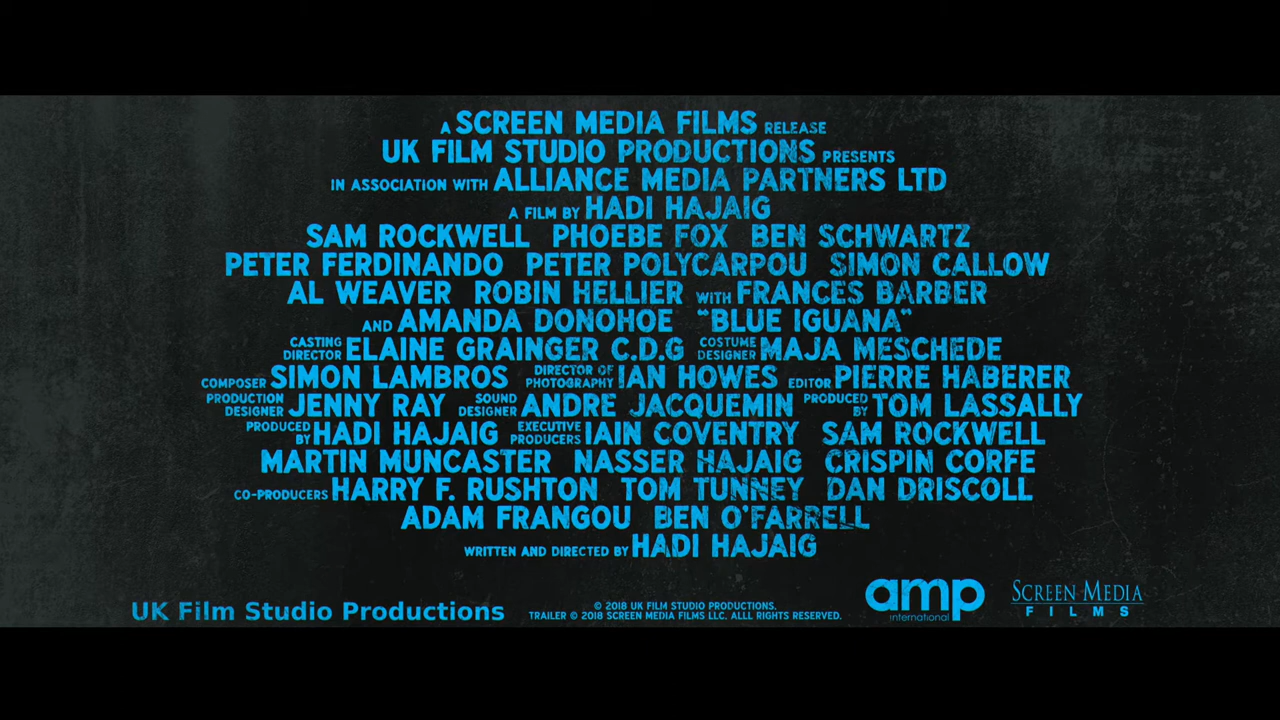 A SCREEN MEDIA FILMS RELEASE
UK FILM STUDIO PRODUCTIONS PRESENTS
IN ASSOCIATION WITH ALLIANCE MEDIA PARTNERS LTD
A FILM BY HADI HAJAIG
SAM ROCKWELL PHOEBE FOX BEN SCHWARTZ
PETER FERDINANDO PETER POLYCARPOU SIMON CALLOW
AL WEAVER ROBIN HELLIER WITH FRANCES BARBER
AND AMANDA DONOHOE "BLUE IGUANA"
CASTING DIRECTOR ELAINE GRAINGER C.D.G COSTUME DESIGNER MAJA MESCHEDE
COMPOSER SIMON LAMBROS DIRECTOR OF PHOTOGRAPHY IAN HOWES EDITOR PIERRE HABERER
PRODUCTION DESIGNER JENNY RAY SOUND DESIGNER ANDRE JACQUEMIN PRODUCED BY TOM LASSALLY
PRODUCED BY HADI HAJAIG EXECUTIVE PRODUCERS IAIN COVENTRY SAM ROCKWELL
MARTIN MUNCASTER NASSER HAJAIG CRISPIN CORFE
CO-PRODUCERS HARRY F. RUSHTON TOM TUNNEY DAN DRISCOLL
ADAM FRANGOU BEN O'FARRELL
WRITTEN AND DIRECTED BY HADI HAJAIG
UK Film Studio Productions
© 2018 UK FILM STUDIO PRODUCTIONS.
TRAILER © 2018 SCREEN MEDIA FILMS LLC. ALLL RIGHTS RESERVED.
amp
international
SCREEN MEDIA
FILMS